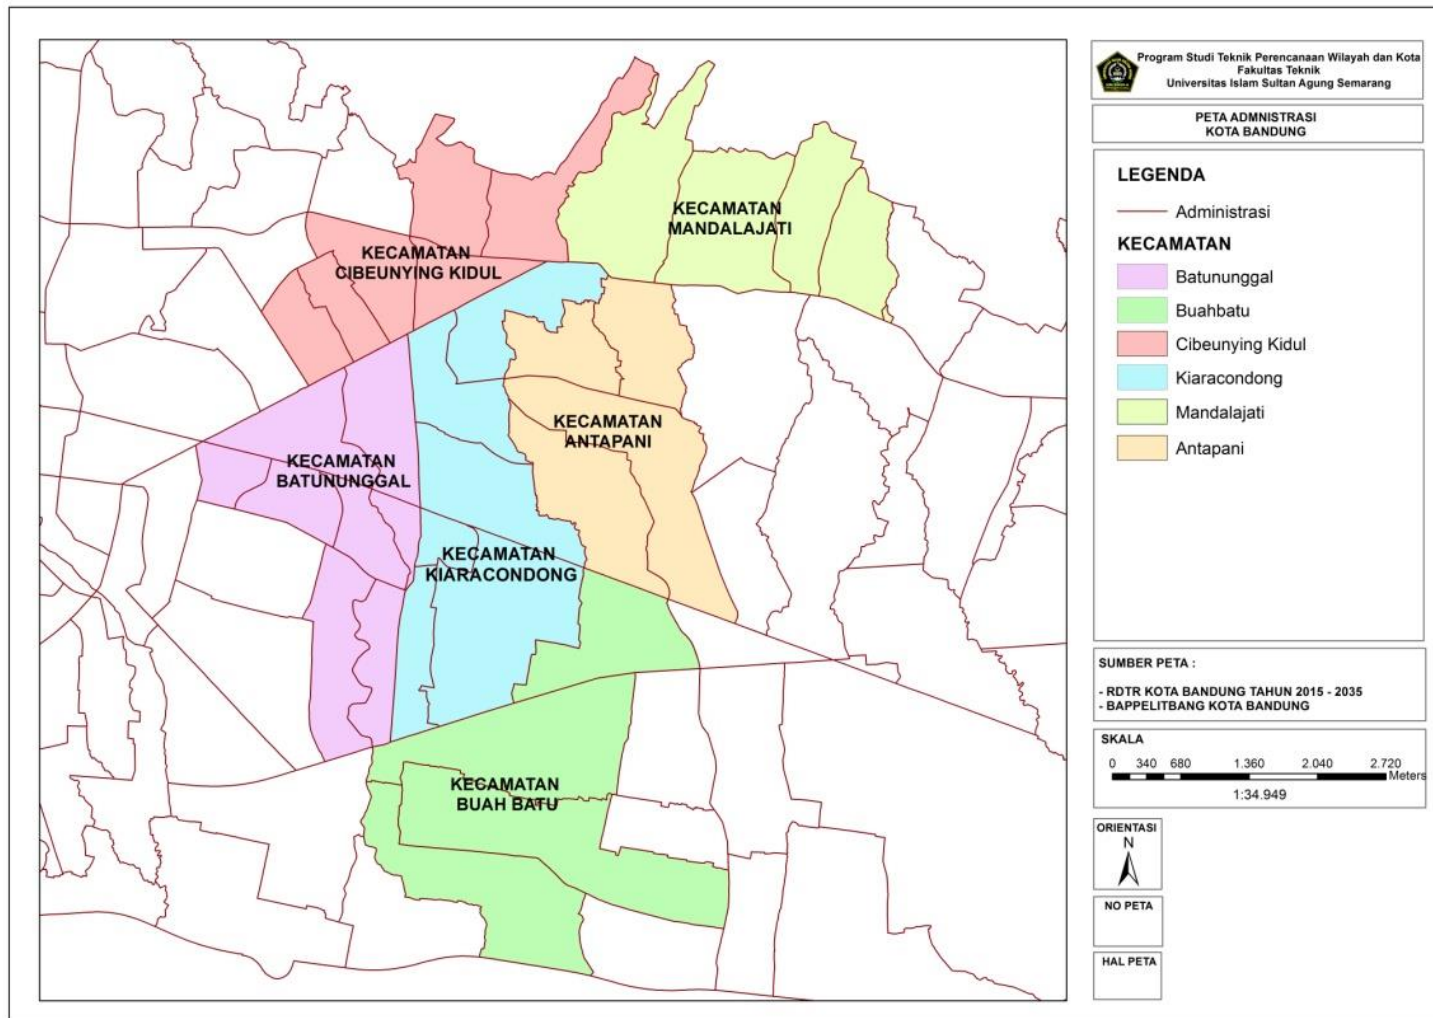 Program Studi Teknik Perencanaan Wilayah dan Kota
Fakultas Teknik
Universitas Islam Sultan Agung Semarang
PETA ADMNISTRASI
KOTA BANDUNG
LEGENDA
Administrasi
KECAMATAN
Batununggal
Buahbatu
Cibeunying Kidul
Kiaracondong
Mandalajati
Antapani
SUMBER PETA :
- RDTR KOTA BANDUNG TAHUN 2015 - 2035
- BAPPELITBANG KOTA BANDUNG
SKALA
0 340 680 1.360 2.040 2.720
Meters
1:34.949
ORIENTASI
N
NO PETA
HAL PETA
KECAMATAN
MANDALAJATI
KECAMATAN
CIBEUNYING KIDUL
KECAMATAN
ANTAPANI
KECAMATAN
BATUNUNGGAL
KECAMATAN
KIARACONDONG
KECAMATAN
BUAH BATU